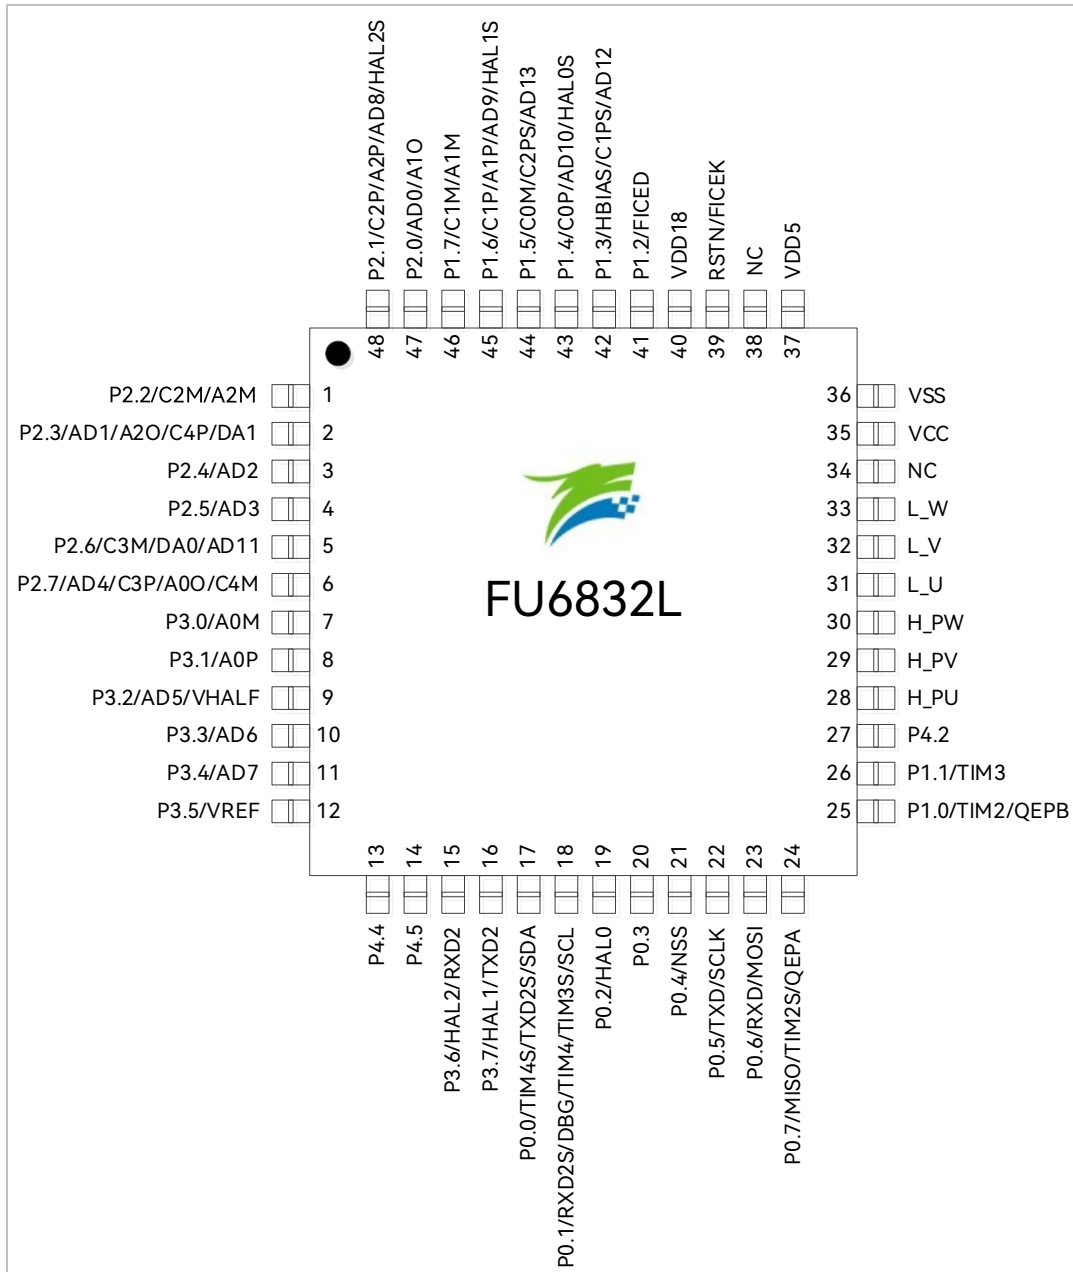 P2.1/C2P/A2P/AD8/HAL2S
P2.0/AD0/A1O
P1.7/C1M/A1M
P1.6/C1P/A1P/AD9/HAL1S
P1.5/C0M/C2PS/AD13
P1.4/C0P/AD10/HAL0S
P1.3/HBIAS/C1PS/AD12
P1.2/FICED
VDD18
RSTN/FICEK
NC
VDD5
48
47
46
45
44
43
42
41
40
39
38
37
P2.2/C2M/A2M 1
P2.3/AD1/A2O/C4P/DA1 2
P2.4/AD2 3
P2.5/AD3 4
P2.6/C3M/DA0/AD11 5
P2.7/AD4/C3P/A0O/C4M 6
P3.0/A0M 7
P3.1/A0P 8
P3.2/AD5/VHALF 9
P3.3/AD6 10
P3.4/AD7 11
P3.5/VREF 12
FU6832L
36 VSS
35 VCC
34 NC
33 L_W
32 L_V
31 L_U
30 H_PW
29 H_PV
28 H_PU
27 P4.2
26 P1.1/TIM3
25 P1.0/TIM2/QEPB
13
14
15
16
17
18
19
20
21
22
23
24
P4.4
P4.5
P3.6/HAL2/RXD2
P3.7/HAL1/TXD2
P0.0/TIM4S/TXD2S/SDA
P0.1/RXD2S/DBG/TIM4/TIM3S/SCL
P0.2/HAL0
P0.3
P0.4/NSS
P0.5/TXD/SCLK
P0.6/RXD/MOSI
P0.7/MISO/TIM2S/QEPA